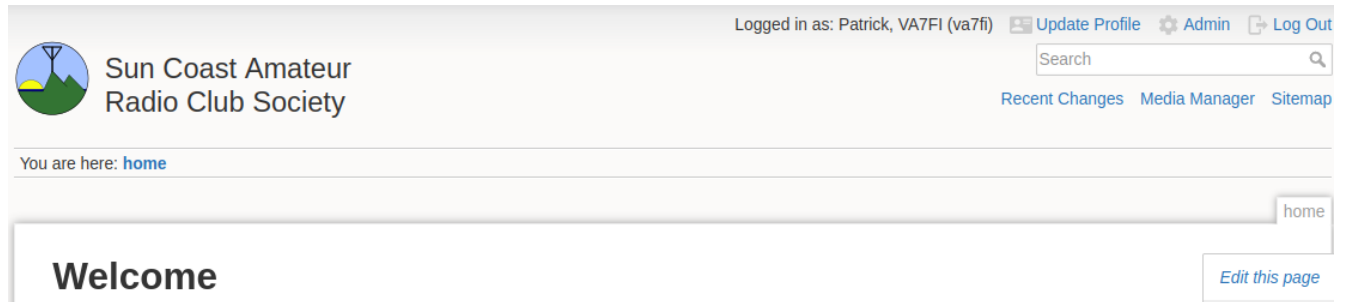 Logged in as: Patrick, VA7FI (va7fi) Update Profile Admin Log Out
Sun Coast Amateur
Radio Club Society
Search
Recent Changes Media Manager Sitemap
You are here: home
home
Welcome
Edit this page